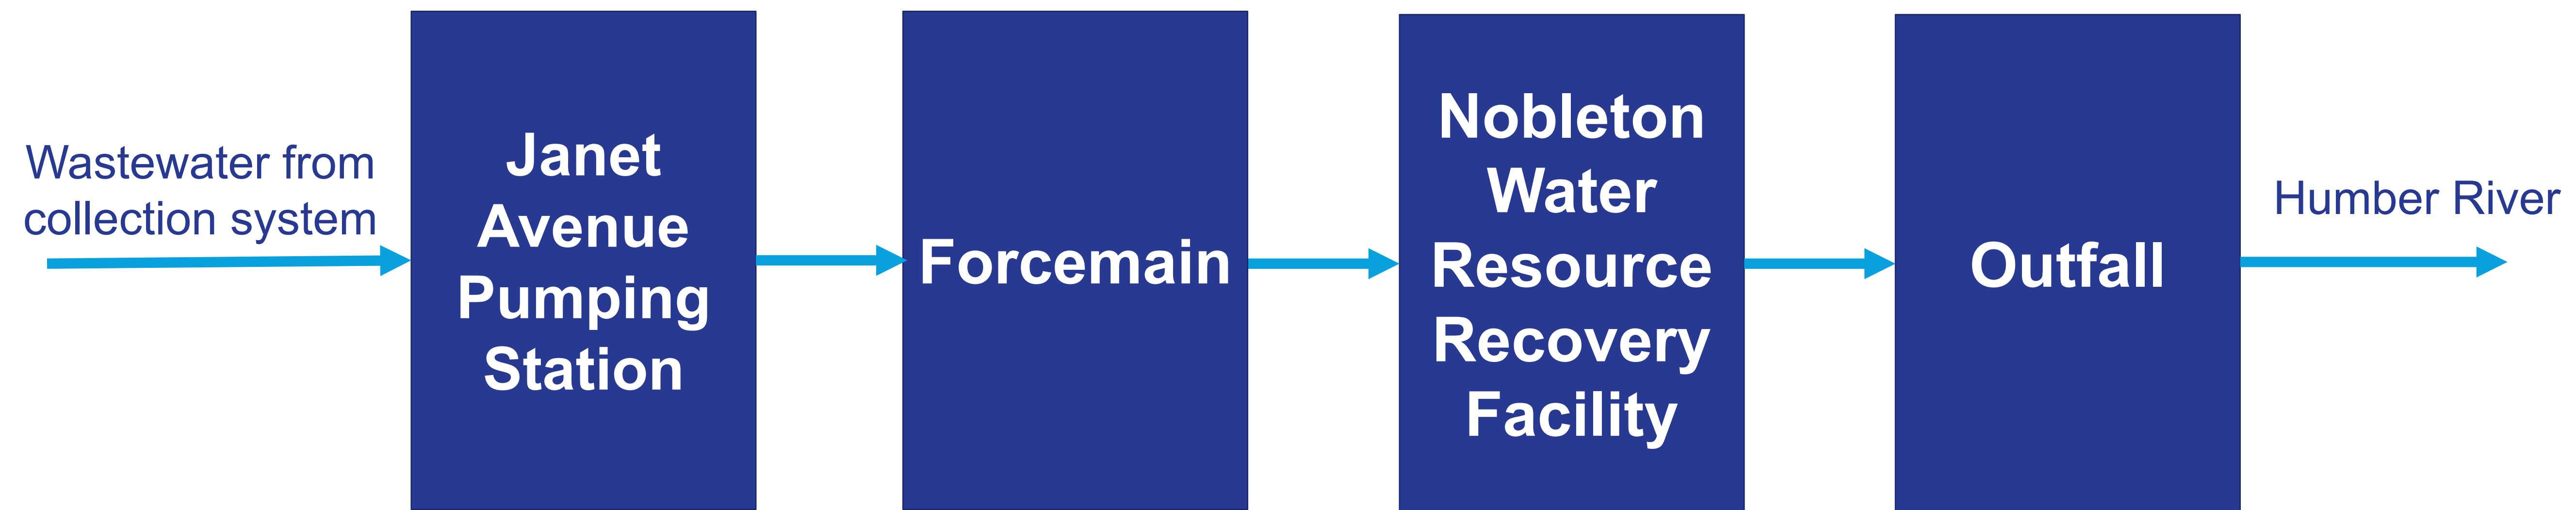 Wastewater from
collection system
Janet
Avenue
Pumping
Station
Forcemain
Nobleton
Water
Resource
Recovery
Facility
Outfall
Humber River